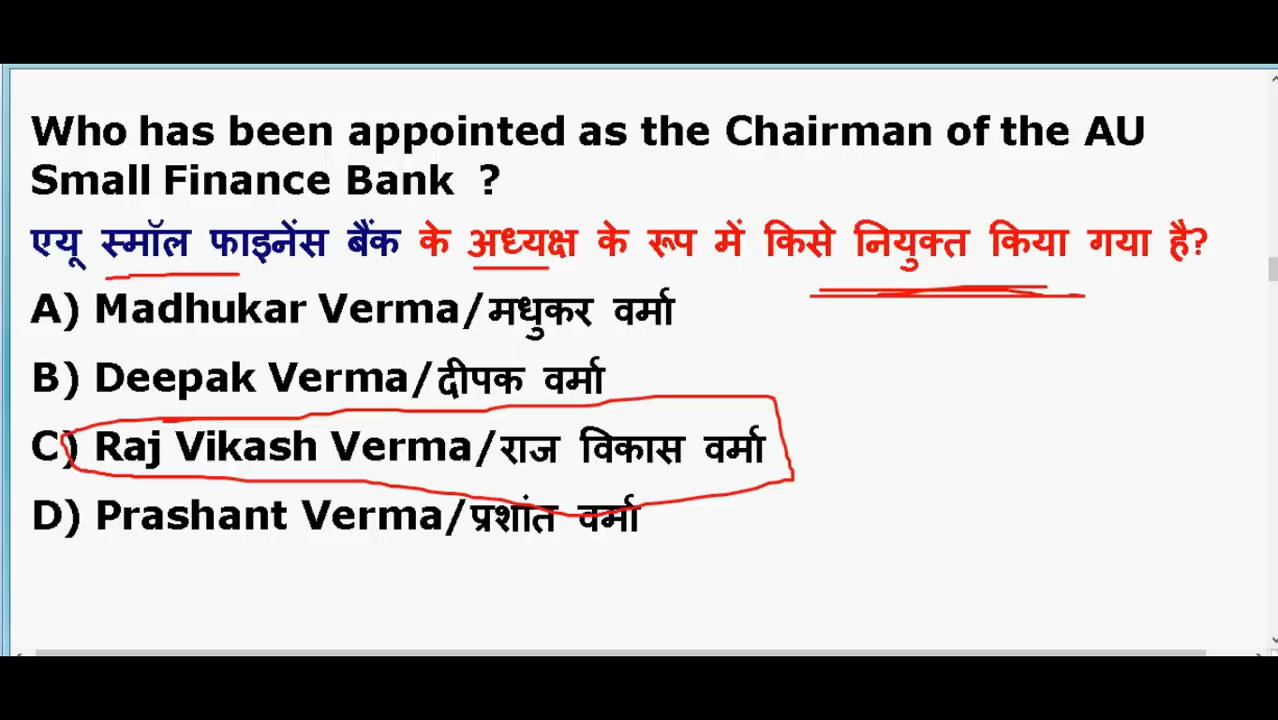 Who has been appointed as the Chairman of the AU
Small Finance Bank ?
एयू स्मॉल फाइनेंस बैंक के अध्यक्ष के रूप में किसे नियुक्त किया गया है?
A) Madhukar Verma/मधुकर वर्मा
B) Deepak Verma/दीपक वर्मा
C) Raj Vikash Verma/राज विकास वर्मा
D) Prashant Verma/प्रशांत वर्मा